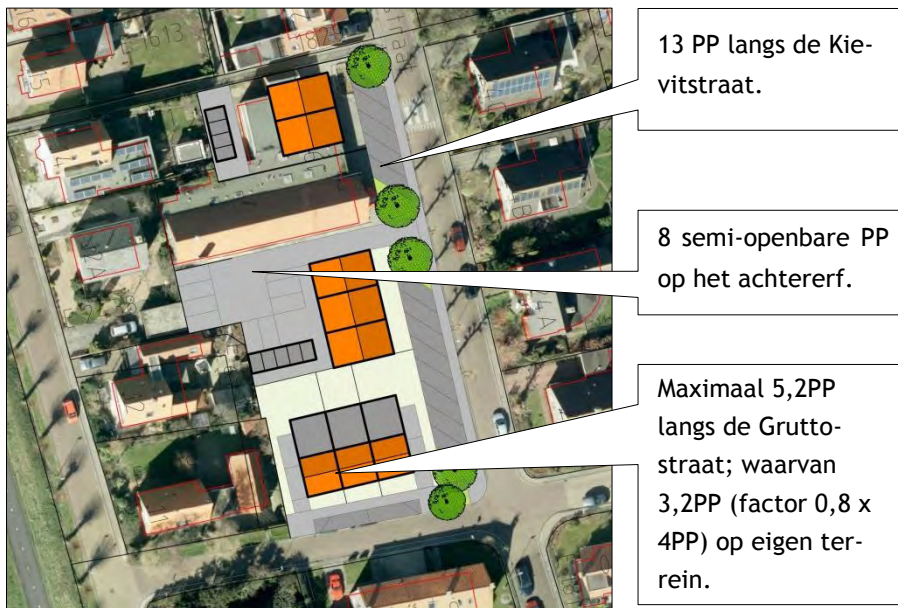 1613
13 PP langs de Kie-
vitstraat.
8 semi-openbare PP
op het achtererf.
Maximaal 5,2PP
langs de Grutto-
straat; waarvan
3,2PP (factor 0,8 x
4PP) op eigen ter-
rein.